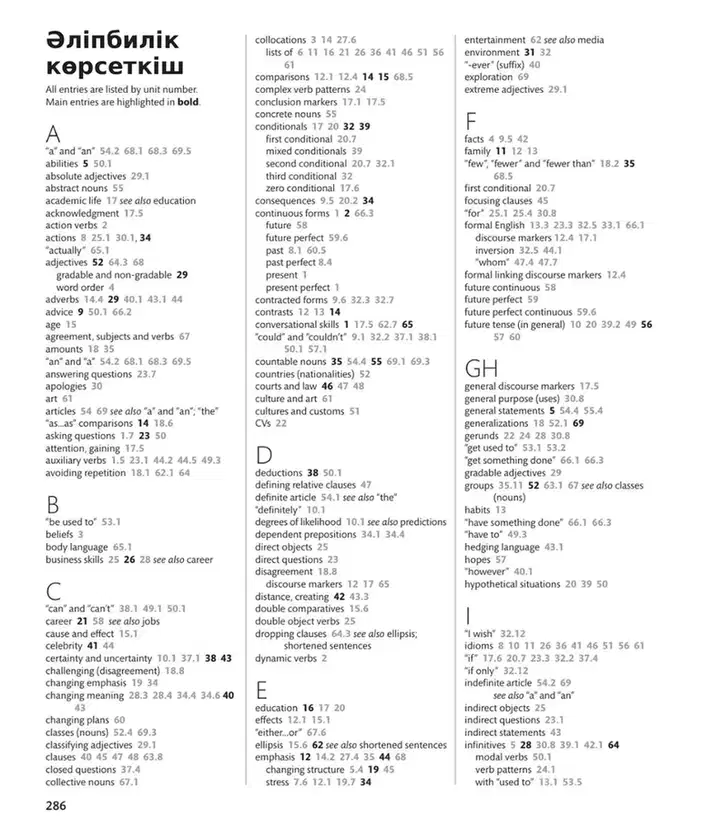 Әліпбилік
көрсеткіш
All entries are listed by unit number.
Main entries are highlighted in bold.
A
"a" and "an" 54.2 68.1 68.3 69.5
abilities 5 50.1
absolute adjectives 29.1
abstract nouns 55
academic life 17 see also education
acknowledgment 17.5
action verbs 2
actions 8 25.1 30.1, 34
"actually" 65.1
adjectives 52 64.3 68
gradable and non-gradable 29
word order 4
adverbs 14.4 29 40.1 43.1 44
advice 9 50.1 66.2
age 15
agreement, subjects and verbs 67
amounts 18 35
"an" and "a" 54.2 68.1 68.3 69.5
answering questions 23.7
apologies 30
art 61
articles 54 69 see also "a" and "an"; "the"
"as...as" comparisons 14 18.6
asking questions 1.7 23 50
attention, gaining 17.5
auxiliary verbs 1.5 23.1 44.2 44.5 49.3
avoiding repetition 18.1 62.1 64
B
"be used to" 53.1
beliefs 3
body language 65.1
business skills 25 26 28 see also career
C
"can" and "can't" 38.1 49.1 50.1
career 21 58 see also jobs
cause and effect 15.1
celebrity 41 44
certainty and uncertainty 10.1 37.1 38 43
challenging (disagreement) 18.8
changing emphasis 19 34
changing meaning 28.3 28.4 34.4 34.6 40
43
changing plans 60
classes (nouns) 52.4 69.3
classifying adjectives 29.1
clauses 40 45 47 48 63.8
closed questions 37.4
collective nouns 67.1
collocations 3 14 27.6
lists of 6 11 16 21 26 36 41 46 51 56
61
comparisons 12.1 12.4 14 15 68.5
complex verb patterns 24
conclusion markers 17.1 17.5
concrete nouns 55
conditionals 17 20 32 39
first conditional 20.7
mixed conditionals 39
second conditional 20.7 32.1
third conditional 32
zero conditional 17.6
consequences 9.5 20.2 34
continuous forms 1 2 66.3
future 58
future perfect 59.6
past 8.1 60.5
past perfect 8.4
present 1
present perfect 1
contracted forms 9.6 32.3 32.7
contrasts 12 13 14
conversational skills 1 17.5 62.7 65
"could" and "couldn't" 9.1 32.2 37.1 38.1
50.1 57.1
countable nouns 35 54.4 55 69.1 69.3
countries (nationalities) 52
courts and law 46 47 48
culture and art 61
cultures and customs 51
CVs 22
D
deductions 38 50.1
defining relative clauses 47
definite article 54.1 see also "the"
"definitely" 10.1
degrees of likelihood 10.1 see also predictions
dependent prepositions 34.1 34.4
direct objects 25
direct questions 23
disagreement 18.8
discourse markers 12 17 65
distance, creating 42 43.3
double comparatives 15.6
double object verbs 25
dropping clauses 64.3 see also ellipsis;
shortened sentences
dynamic verbs 2
E
education 16 17 20
effects 12.1 15.1
"either...or" 67.6
ellipsis 15.6 62 see also shortened sentences
emphasis 12 14.2 27.4 35 44 68
changing structure 5.4 19 45
stress 7.6 12.1 19.7 34
entertainment 62 see also media
environment 31 32
"-ever" (suffix) 40
exploration 69
extreme adjectives 29.1
F
facts 4 9.5 42
family 11 12 13
"few", "fewer" and "fewer than" 18.2 35
68.5
first conditional 20.7
focusing clauses 45
"for" 25.1 25.4 30.8
formal English 13.3 23.3 32.5 33.1 66.1
discourse markers 12.4 17.1
inversion 32.5 44.1
"whom" 47.4 47.7
formal linking discourse markers 12.4
future continuous 58
future perfect 59
future perfect continuous 59.6
future tense (in general) 10 20 39.2 49 56
57 60
GH
general discourse markers 17.5
general purpose (uses) 30.8
general statements 5 54.4 55.4
generalizations 18 52.1 69
gerunds 22 24 28 30.8
"get used to" 53.1 53.2
"get something done" 66.1 66.3
gradable adjectives 29
groups 35.11 52 63.1 67 see also classes
(nouns)
habits 13
"have something done" 66.1 66.3
"have to" 49.3
hedging language 43.1
hopes 57
"however" 40.1
hypothetical situations 20 39 50
I
"I wish" 32.12
idioms 8 10 11 26 36 41 46 51 56 61
"if" 17.6 20.7 23.3 32.2 37.4
"if only" 32.12
indefinite article 54.2 69
see also "a" and "an"
indirect objects 25
indirect questions 23.1
indirect statements 43
infinitives 5 28 30.8 39.1 42.1 64
modal verbs 50.1
verb patterns 24.1
with "used to" 13.1 53.5
286